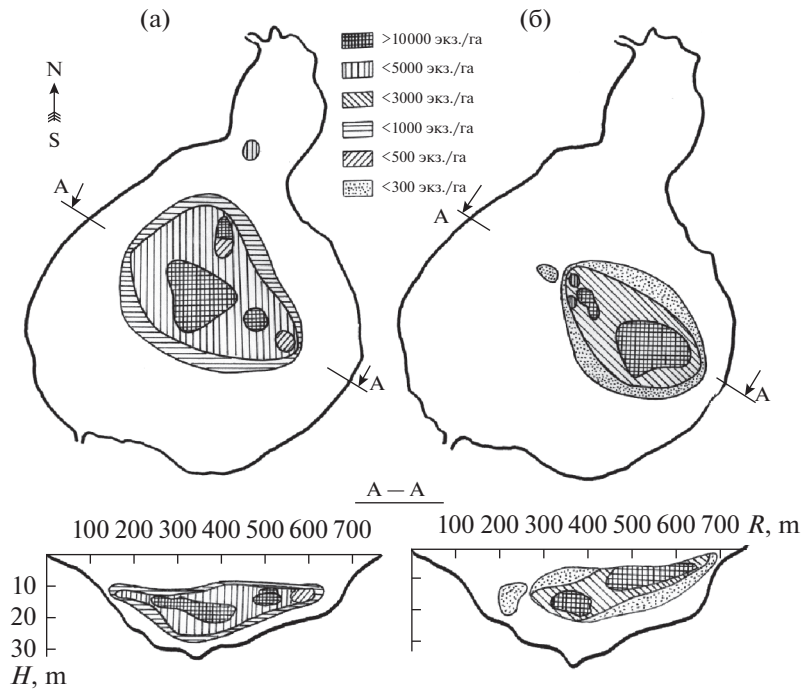 (а)
(б)
>10000 экз./га
<5000 экз./га
<3000 экз./га
<1000 экз./га
<500 экз./га
<300 экз./га
N
S
A
A
A
A
A — A
100 200 300 400 500 600 700
100 200 300 400 500 600 700 R, m
10
20
30
H, m